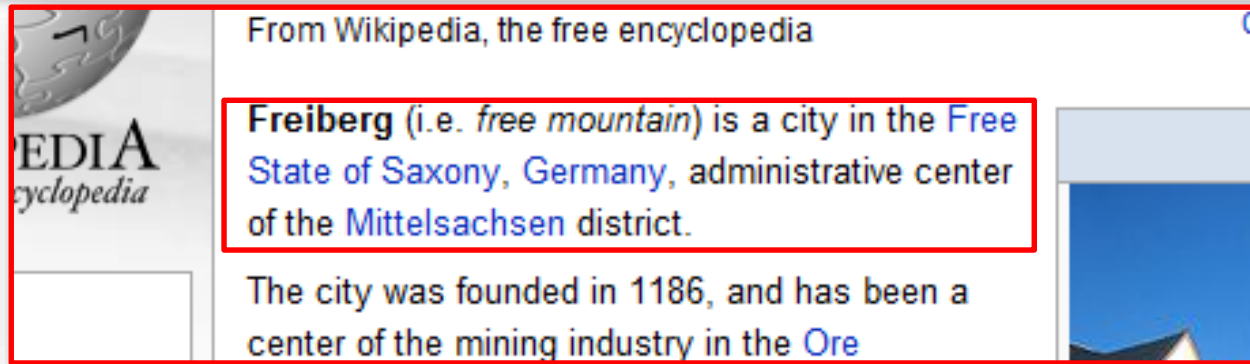 From Wikipedia, the free encyclopedia
PEDIA
cyclopedia
Freiberg (i.e. free mountain) is a city in the Free
State of Saxony, Germany, administrative center
of the Mittelsachsen district.
The city was founded in 1186, and has been a
center of the mining industry in the Ore